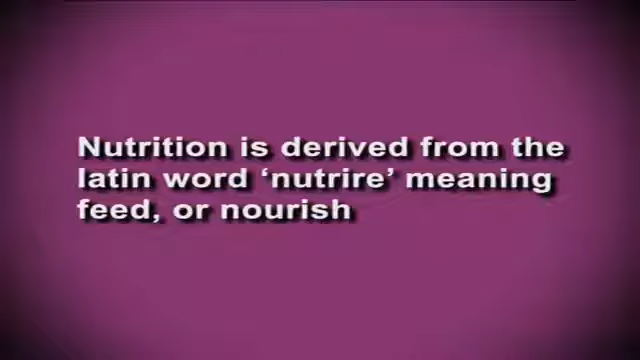 Nutrition is derived from the
latin word ‘nutrire’ meaning
feed, or nourish